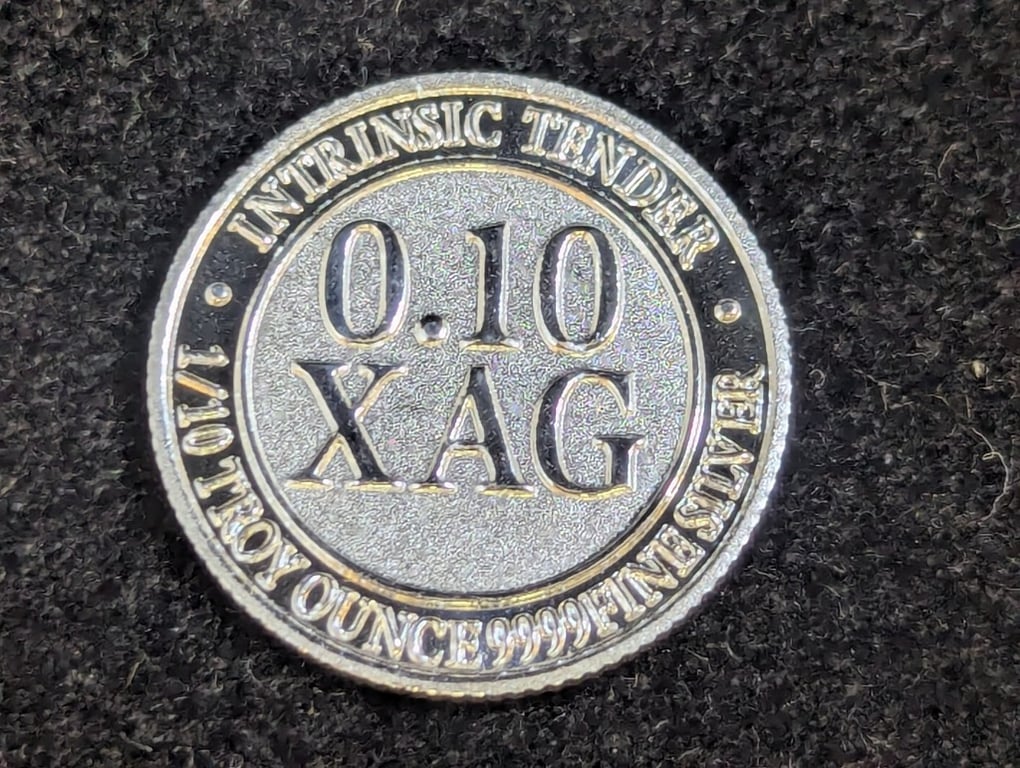 INTRINSIC TENDER
0.10
XAG
1/10 TROY OUNCE 9999 FINE SILVER